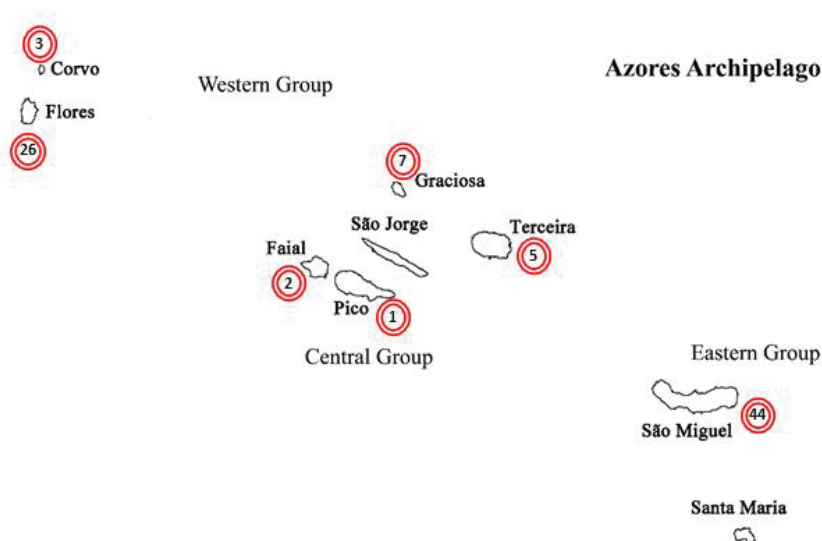 3
Corvo
Western Group
Azores Archipelago
Flores
26
7
Graciosa
São Jorge
Terceira
Faial
5
2
Pico
1
Central Group
Eastern Group
São Miguel
44
Santa Maria